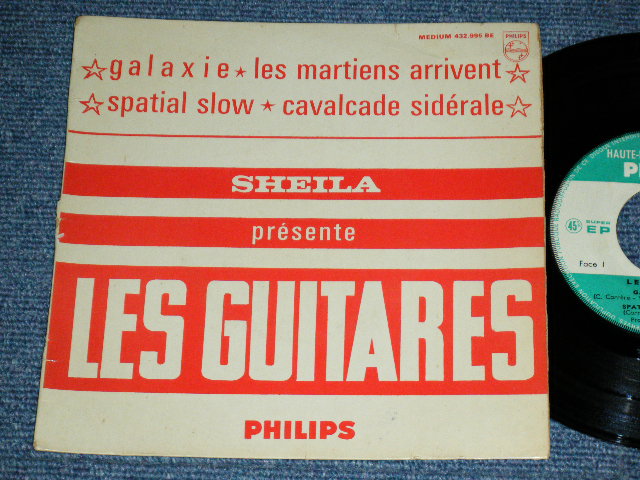 MEDIUM 432.995 BE
PHILIPS
☆galaxie★les martiens arrivent☆
☆spatial slow★cavalcade sidérale☆
SHEILA
présente
LES GUITARES
PHILIPS
HAUTE-
45
SUPER
EP
Face 1